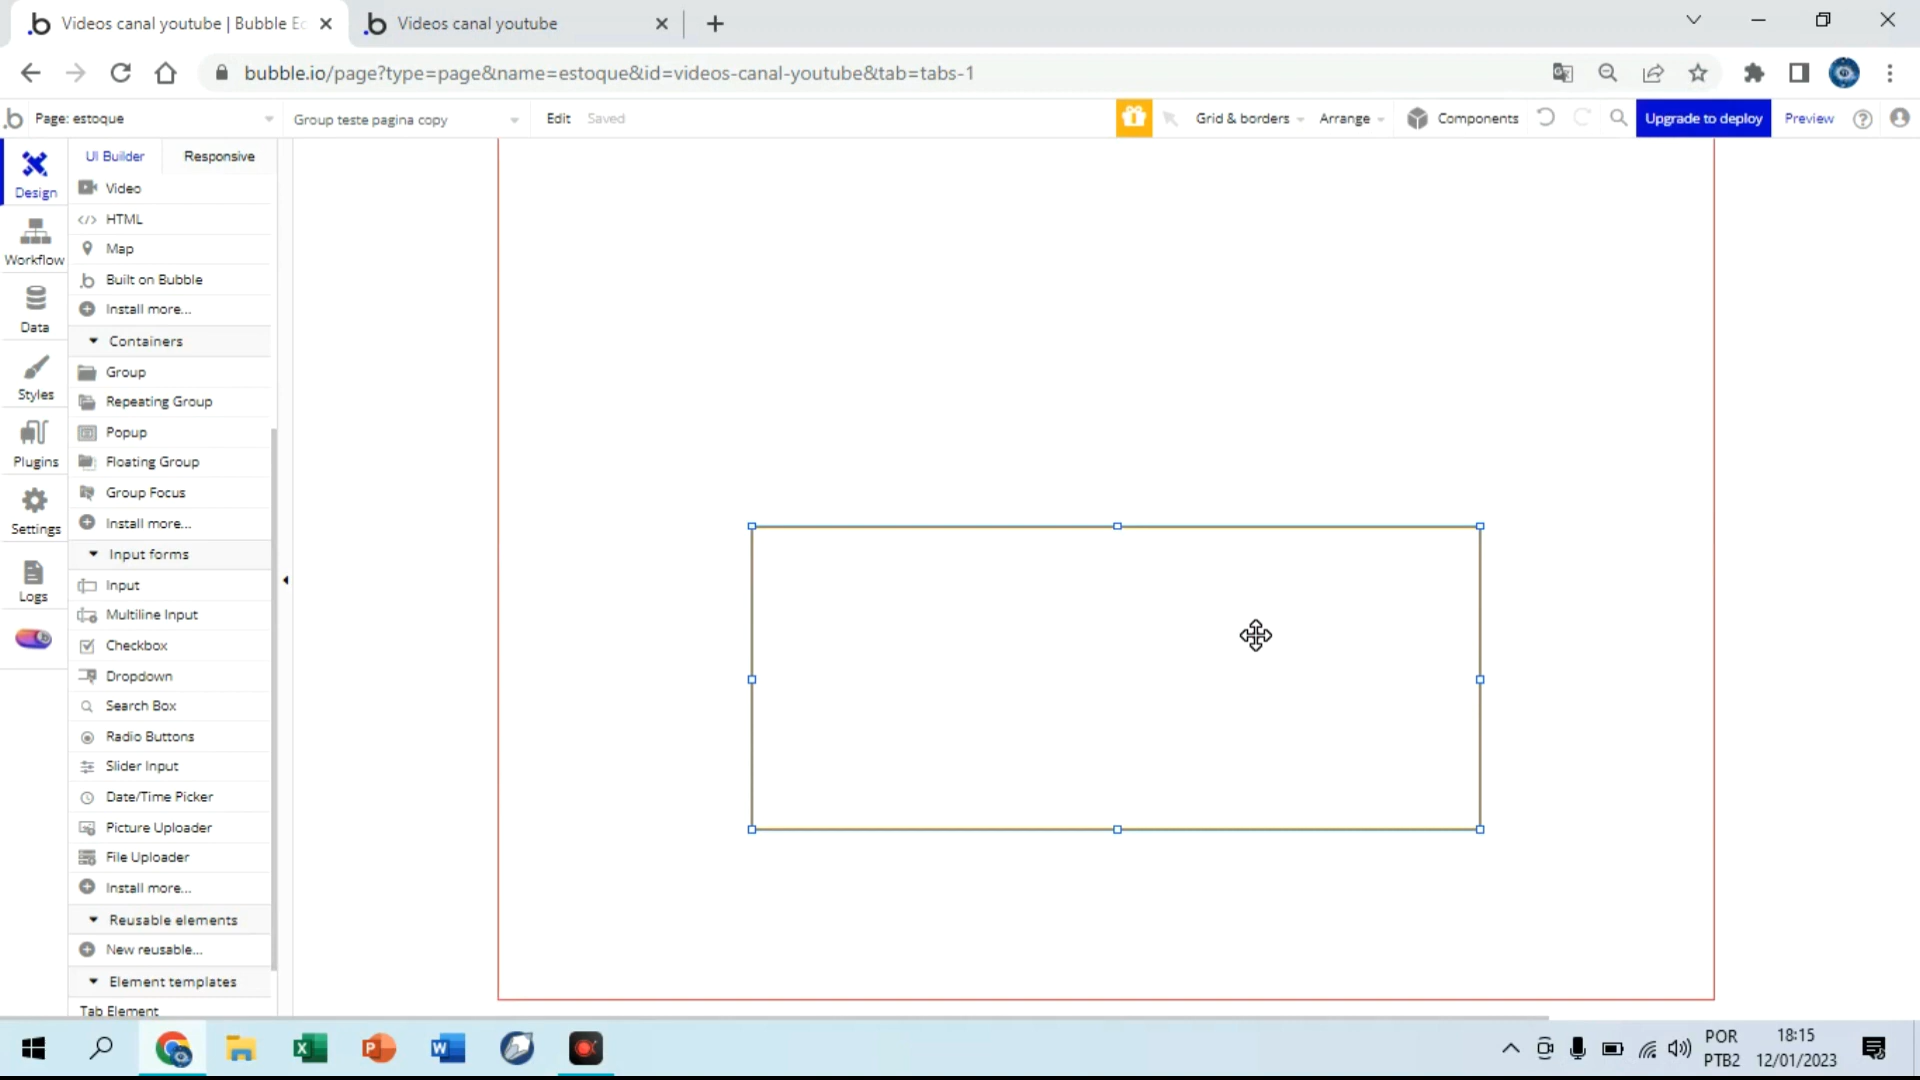 Videos canal youtube | Bubble Ec
Videos canal youtube
bubble.io/page?type=page&name=estoque&id=videos-canal-youtube&tab=tabs-1
Page: estoque
Group teste pagina copy
Edit
Saved
Grid & borders
Arrange
Components
Upgrade to deploy
Preview
UI Builder
Responsive
Design
Workflow
Data
Styles
Plugins
Settings
Logs
Video
HTML
Map
Built on Bubble
Install more...
Containers
Group
Repeating Group
Popup
Floating Group
Group Focus
Install more...
Input forms
Input
Multiline Input
Checkbox
Dropdown
Search Box
Radio Buttons
Slider Input
Date/Time Picker
Picture Uploader
File Uploader
Install more...
Reusable elements
New reusable...
Element templates
Tab Element
POR
PTB2
18:15
12/01/2023